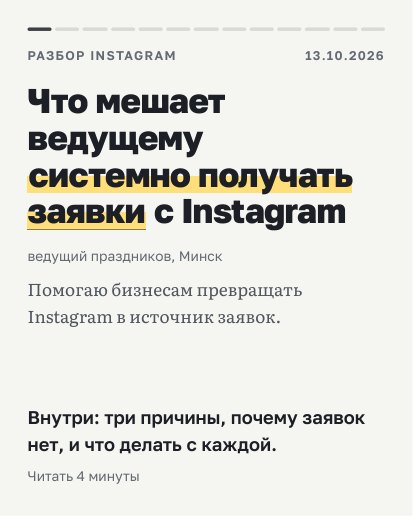 РАЗБОР INSTAGRAM
13.10.2026
Что мешает
ведущему
системно получать
заявки с Instagram
ведущий праздников, Минск
Помогаю бизнесам превращать
Instagram в источник заявок.
Внутри: три причины, почему заявок
нет, и что делать с каждой.
Читать 4 минуты